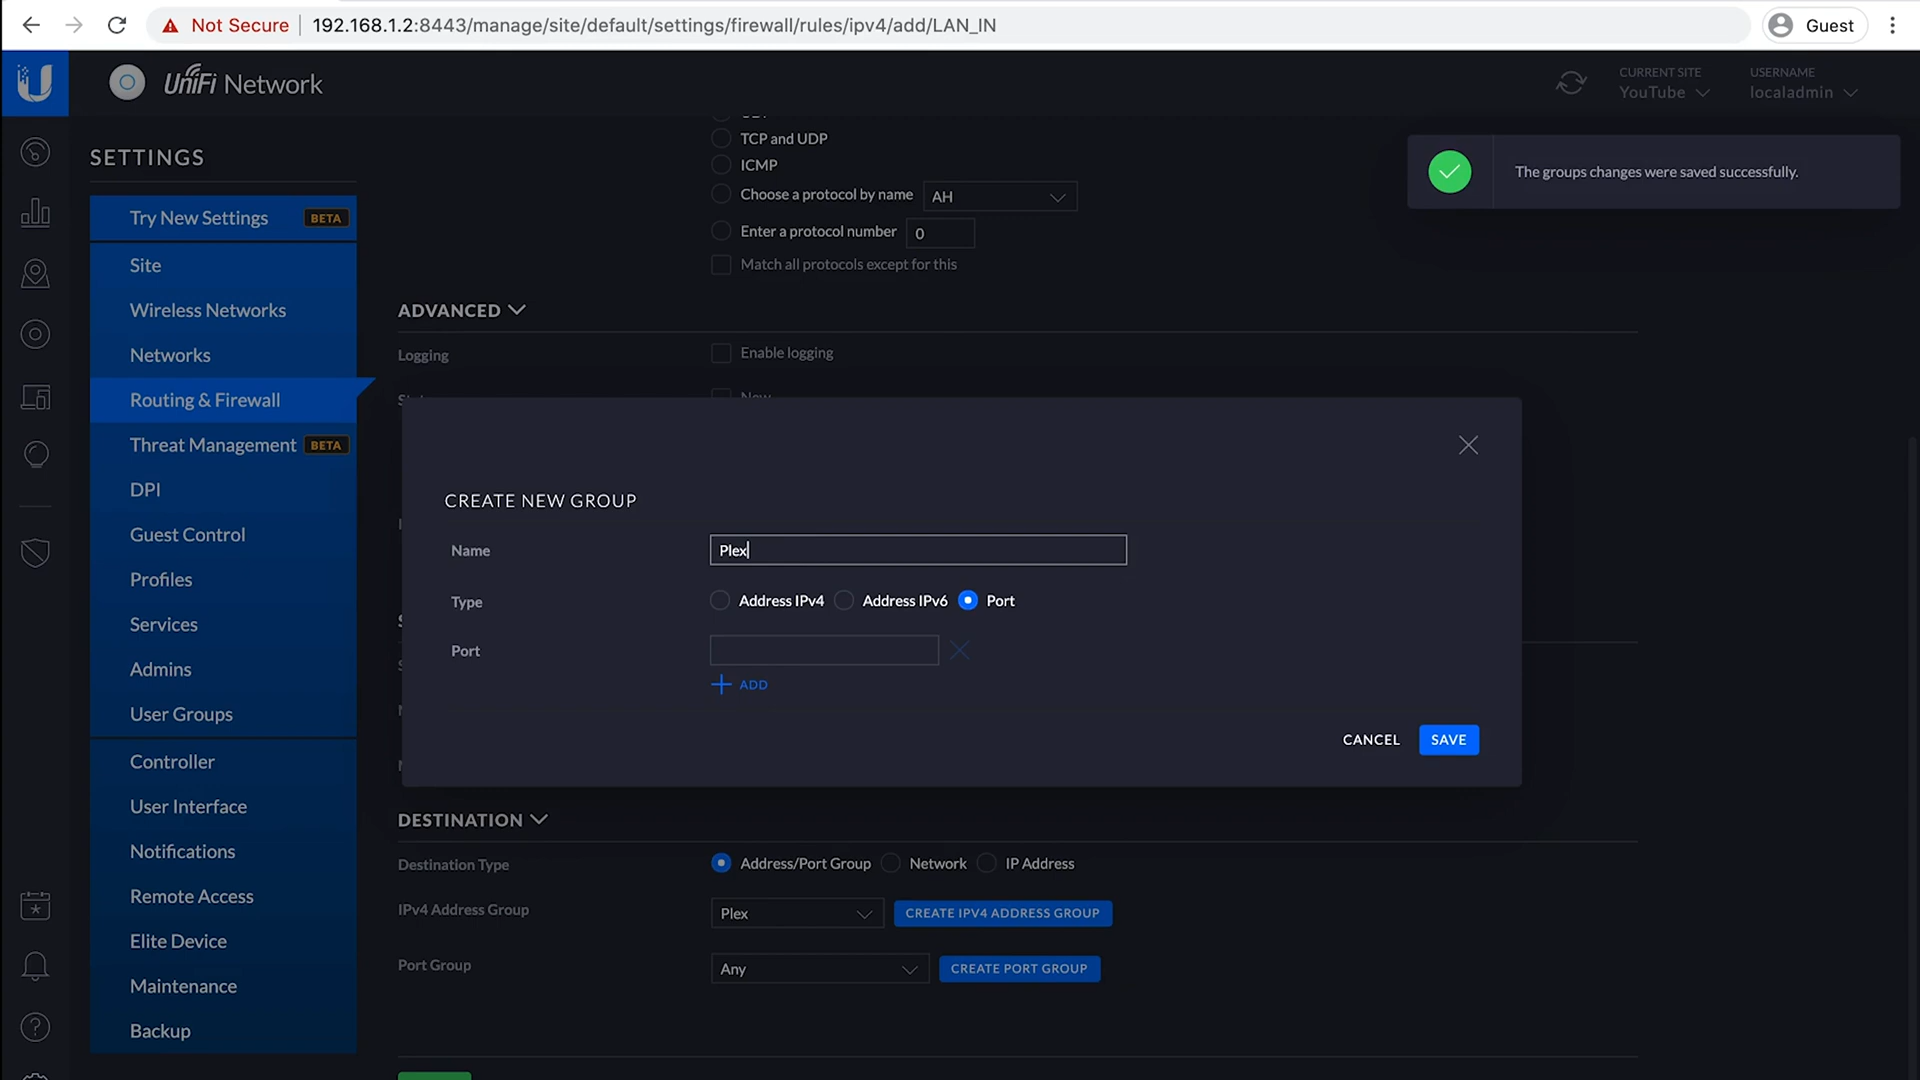 Not Secure
192.168.1.2:8443/manage/site/default/settings/firewall/rules/ipv4/add/LAN_IN
Guest
UniFi Network
CURRENT SITE
YouTube
USERNAME
localadmin
SETTINGS
Try New Settings BETA
Site
Wireless Networks
Networks
Routing & Firewall
Threat Management BETA
DPI
Guest Control
Profiles
Services
Admins
User Groups
Controller
User Interface
Notifications
Remote Access
Elite Device
Maintenance
Backup
TCP and UDP
ICMP
Choose a protocol by name AH
Enter a protocol number 0
Match all protocols except for this
The groups changes were saved successfully.
ADVANCED
Logging Enable logging
New
CREATE NEW GROUP
Name Plex
Type Address IPv4 Address IPv6 Port
Port
ADD
CANCEL SAVE
DESTINATION
Destination Type Address/Port Group Network IP Address
IPv4 Address Group Plex CREATE IPV4 ADDRESS GROUP
Port Group Any CREATE PORT GROUP